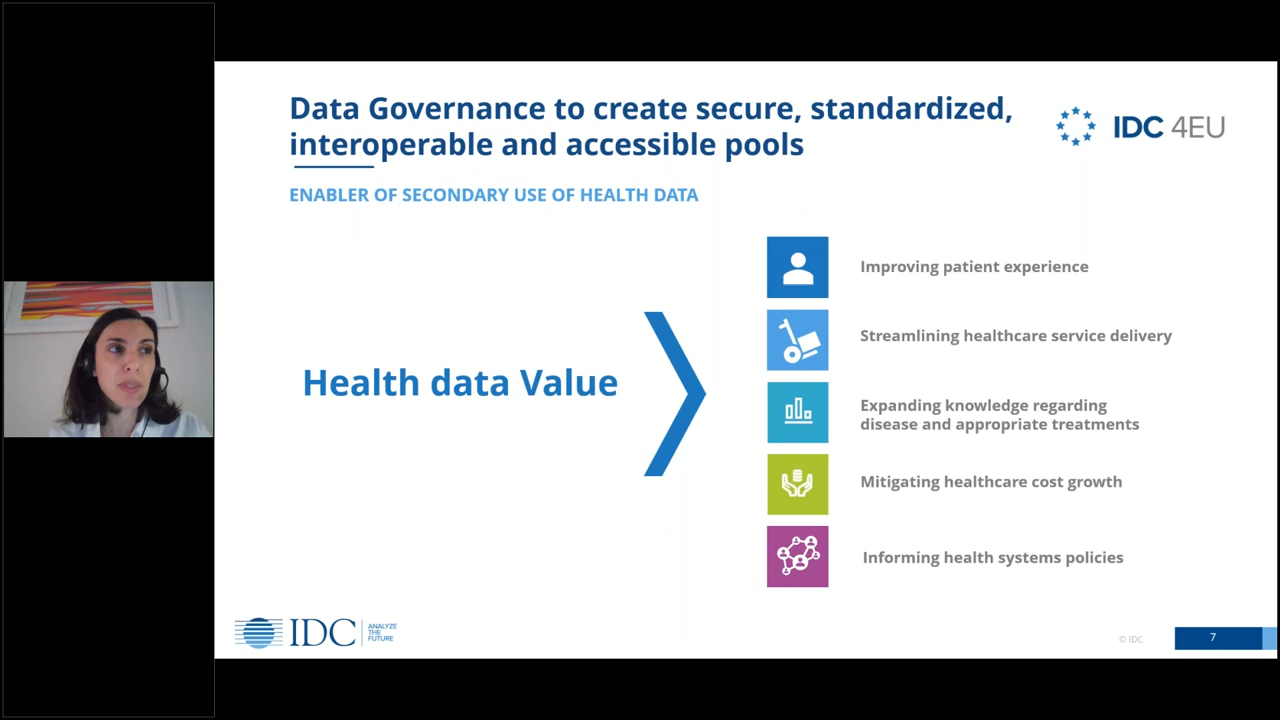 Data Governance to create secure, standardized,
interoperable and accessible pools
IDC 4EU
ENABLER OF SECONDARY USE OF HEALTH DATA
Health data Value
Improving patient experience
Streamlining healthcare service delivery
Expanding knowledge regarding
disease and appropriate treatments
Mitigating healthcare cost growth
Informing health systems policies
IDC
ANALYZE
THE
FUTURE
© IDC
7